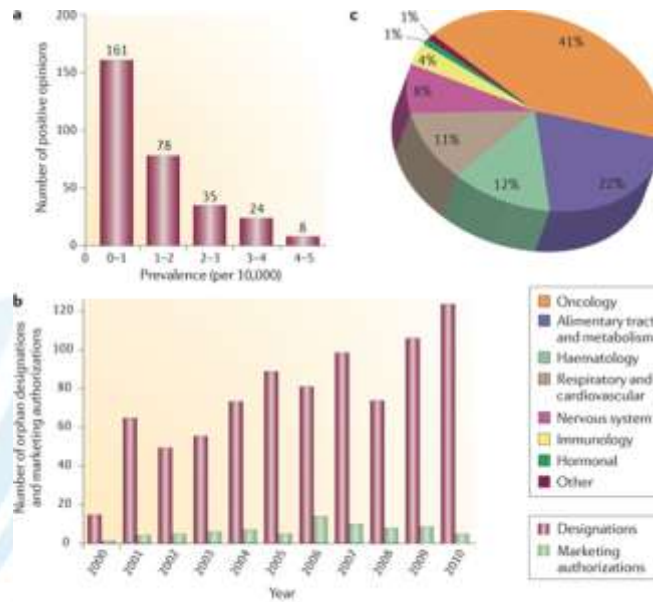 a
Number of positive opinions
200
150
100
50
0
161
78
35
24
8
0
0–1
1–2
2–3
3–4
4–5
Prevalence (per 10,000)
c
1%
1%
4%
8%
11%
12%
22%
41%
b
Number of orphan designations
and marketing authorizations
120
100
80
60
40
20
0
2000
2001
2002
2003
2004
2005
2006
2007
2008
2009
2010
Year
Oncology
Alimentary tract
and metabolism
Haematology
Respiratory and
cardiovascular
Nervous system
Immunology
Hormonal
Other
Designations
Marketing
authorizations